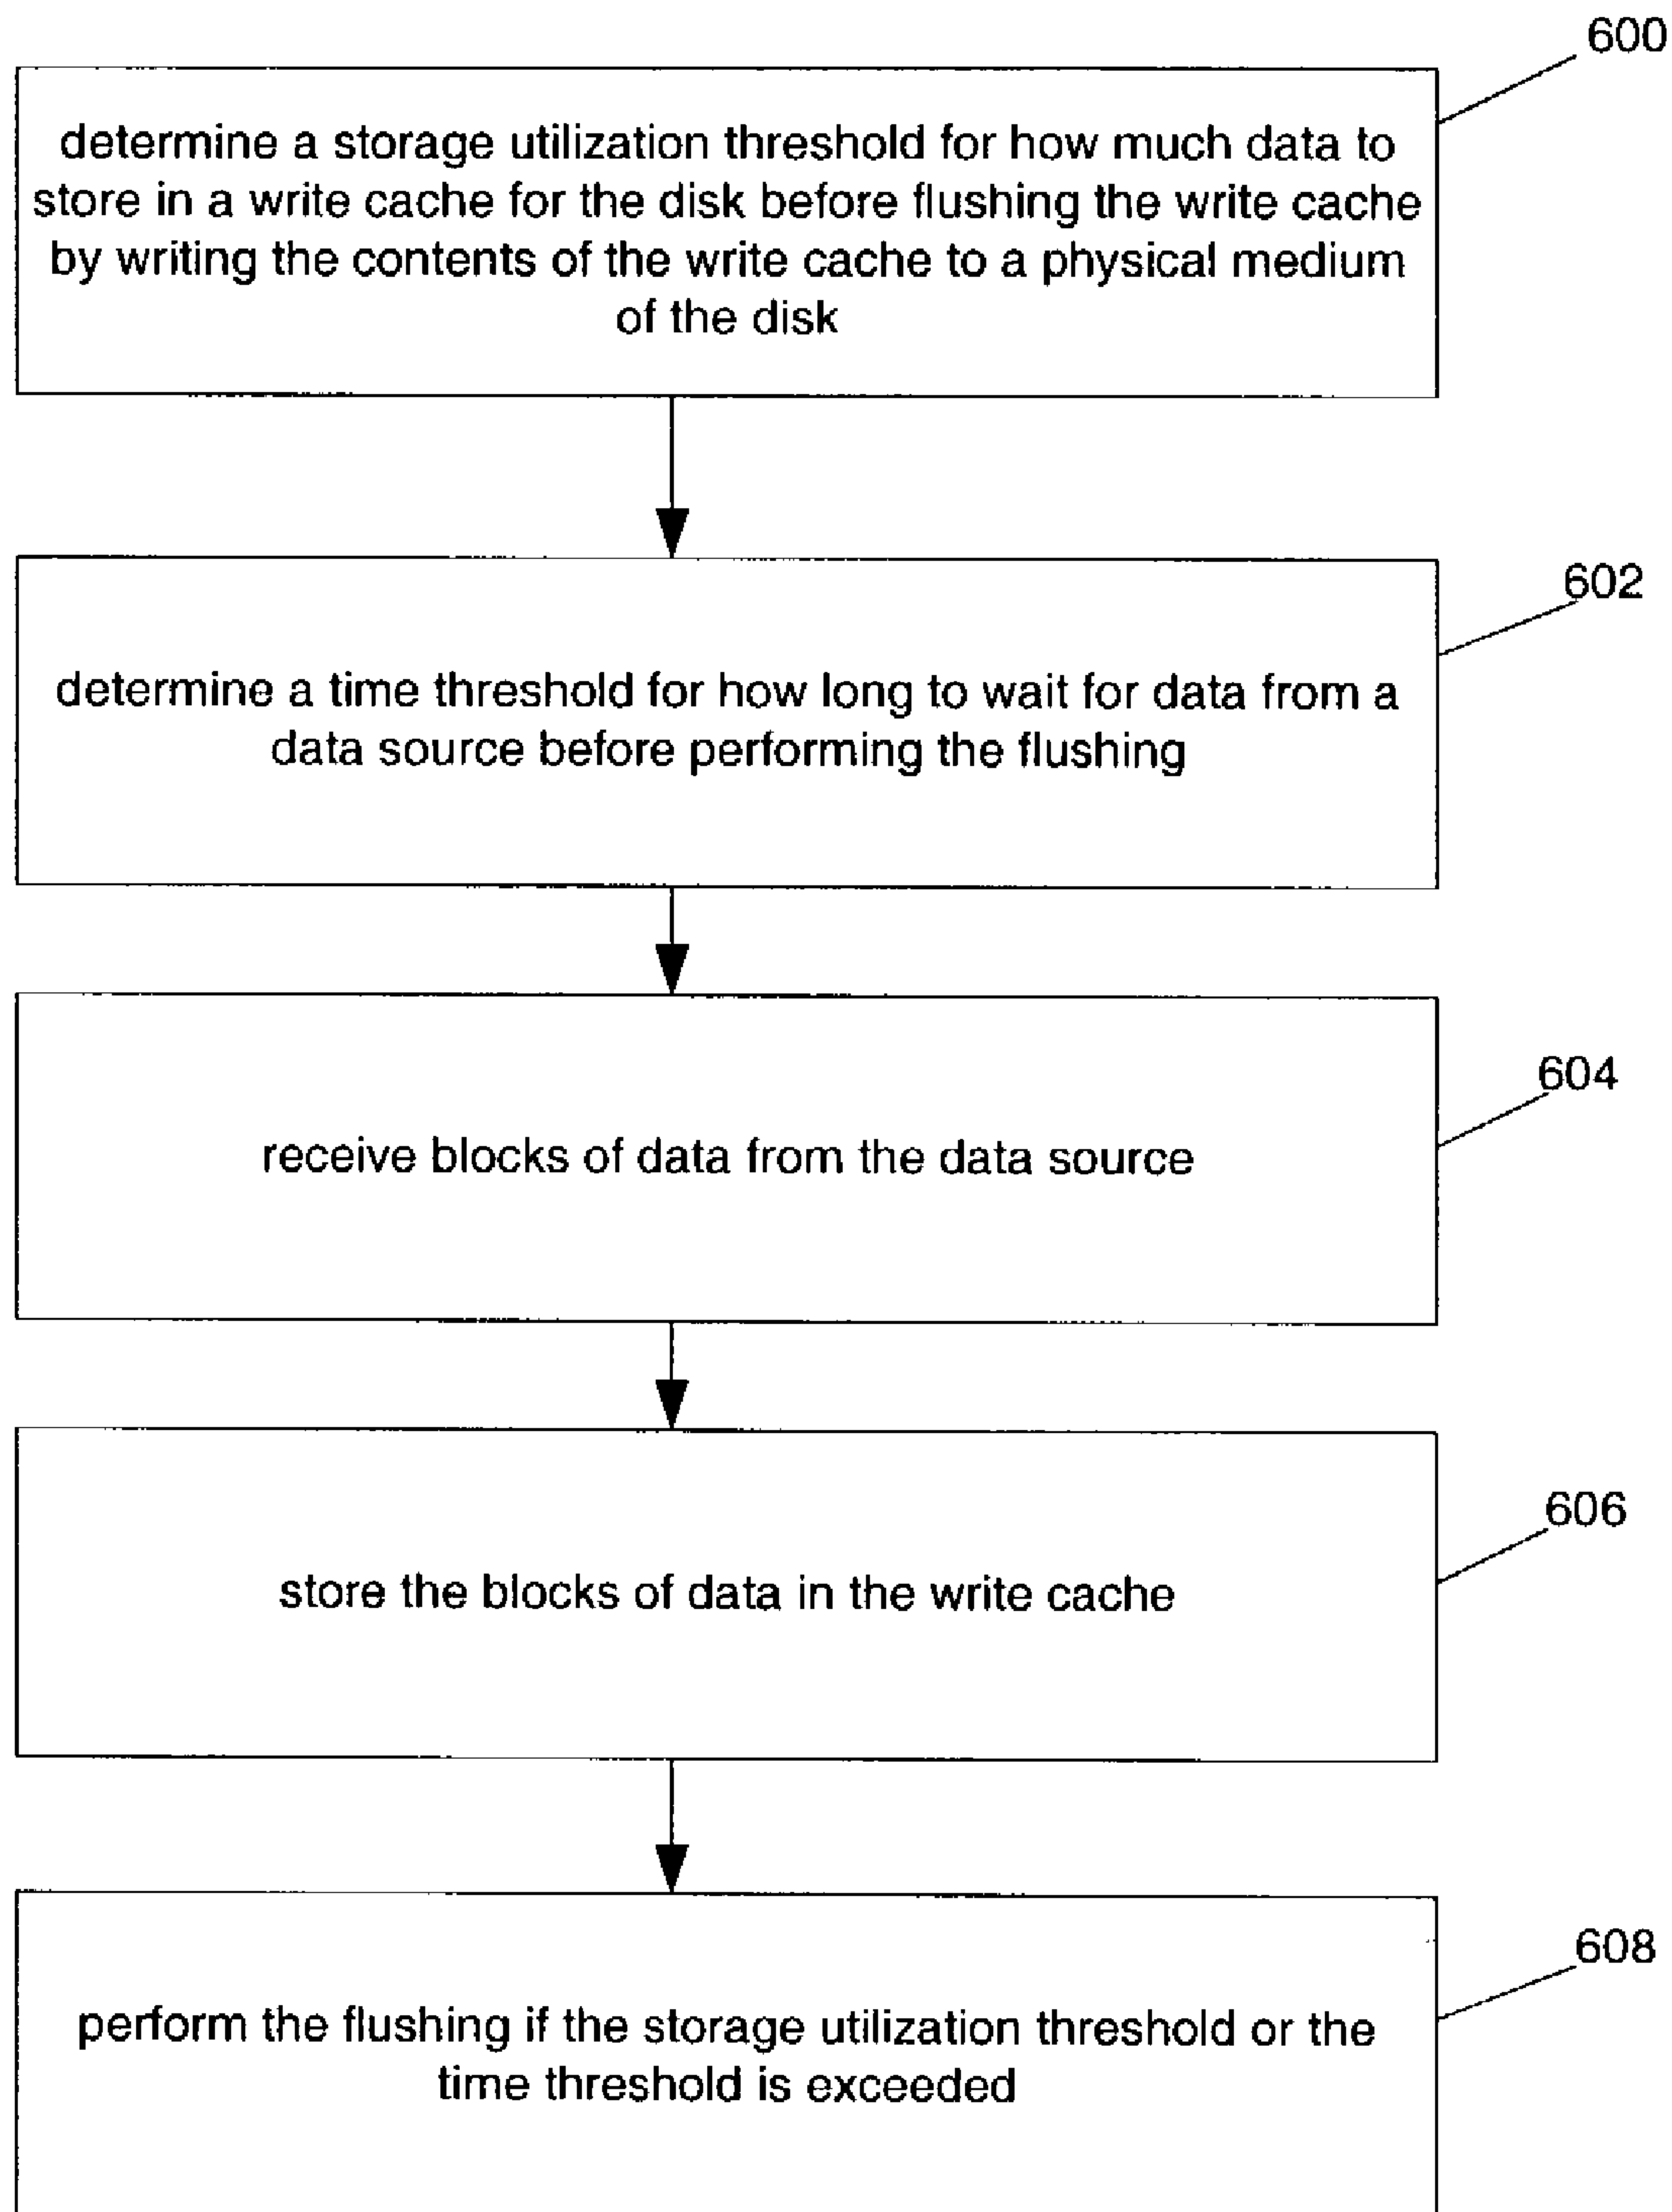 600
determine a storage utilization threshold for how much data to
store in a write cache for the disk before flushing the write cache
by writing the contents of the write cache to a physical medium
of the disk
602
determine a time threshold for how long to wait for data from a
data source before performing the flushing
604
receive blocks of data from the data source
606
store the blocks of data in the write cache
608
perform the flushing if the storage utilization threshold or the
time threshold is exceeded